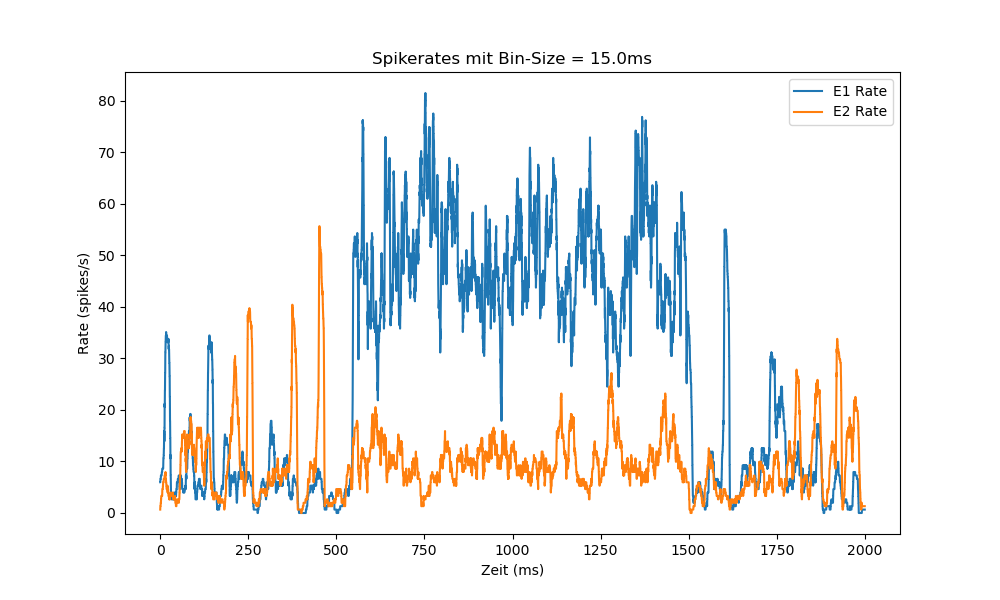 Spikerates mit Bin-Size = 15.0ms
E1 Rate
E2 Rate
Rate (spikes/s)
80
70
60
50
40
30
20
10
0
0 250 500 750 1000 1250 1500 1750 2000
Zeit (ms)